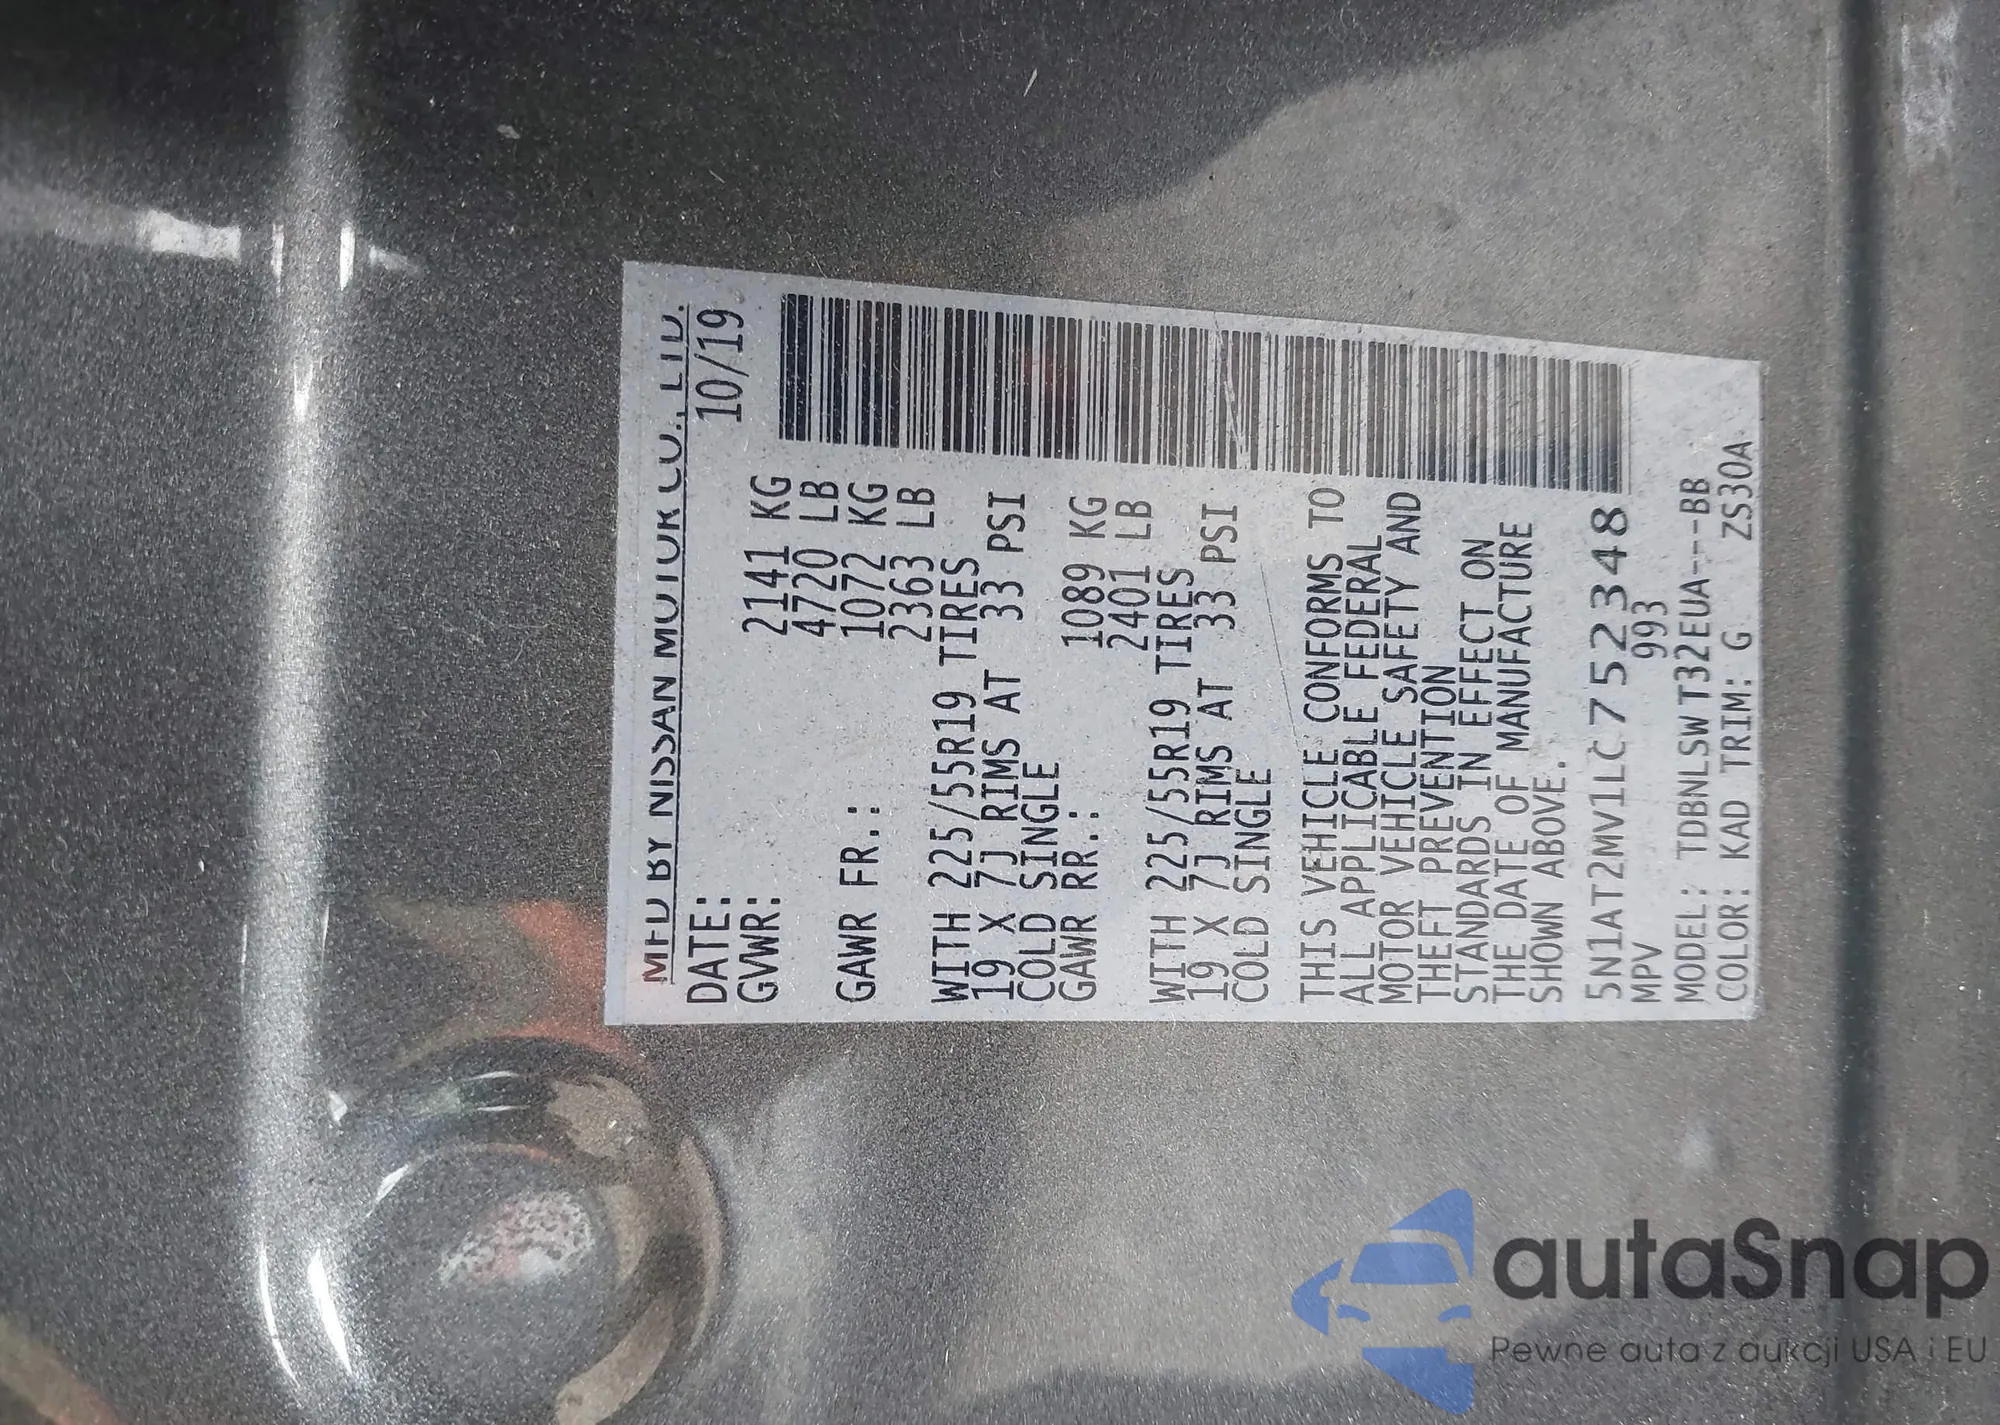 MFD BY NISSAN MOTOR CO., LTD.
DATE: 10/19
GVWR: 2141 KG
4720 LB
GAWR FR.: 1072 KG
2363 LB
WITH 225/55R19 TIRES
19 X 7J RIMS AT 33 PSI
COLD SINGLE
GAWR RR.: 1089 KG
2401 LB
WITH 225/55R19 TIRES
19 X 7J RIMS AT 33 PSI
COLD SINGLE
THIS VEHICLE CONFORMS TO
ALL APPLICABLE FEDERAL
MOTOR VEHICLE SAFETY AND
THEFT PREVENTION
STANDARDS IN EFFECT ON
THE DATE OF MANUFACTURE
SHOWN ABOVE.
5N1AT2MV1LC752348
MPV 993
MODEL: TDBNLSW T32EUA---BB
COLOR: KAD TRIM: G ZS30A
autaSnap
Pewne auta z aukcji USA i EU